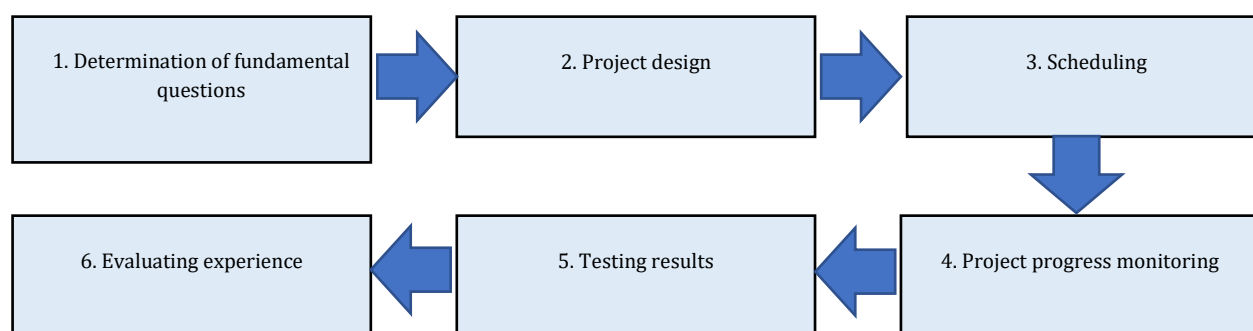 1. Determination of fundamental
questions
2. Project design
3. Scheduling
4. Project progress monitoring
5. Testing results
6. Evaluating experience